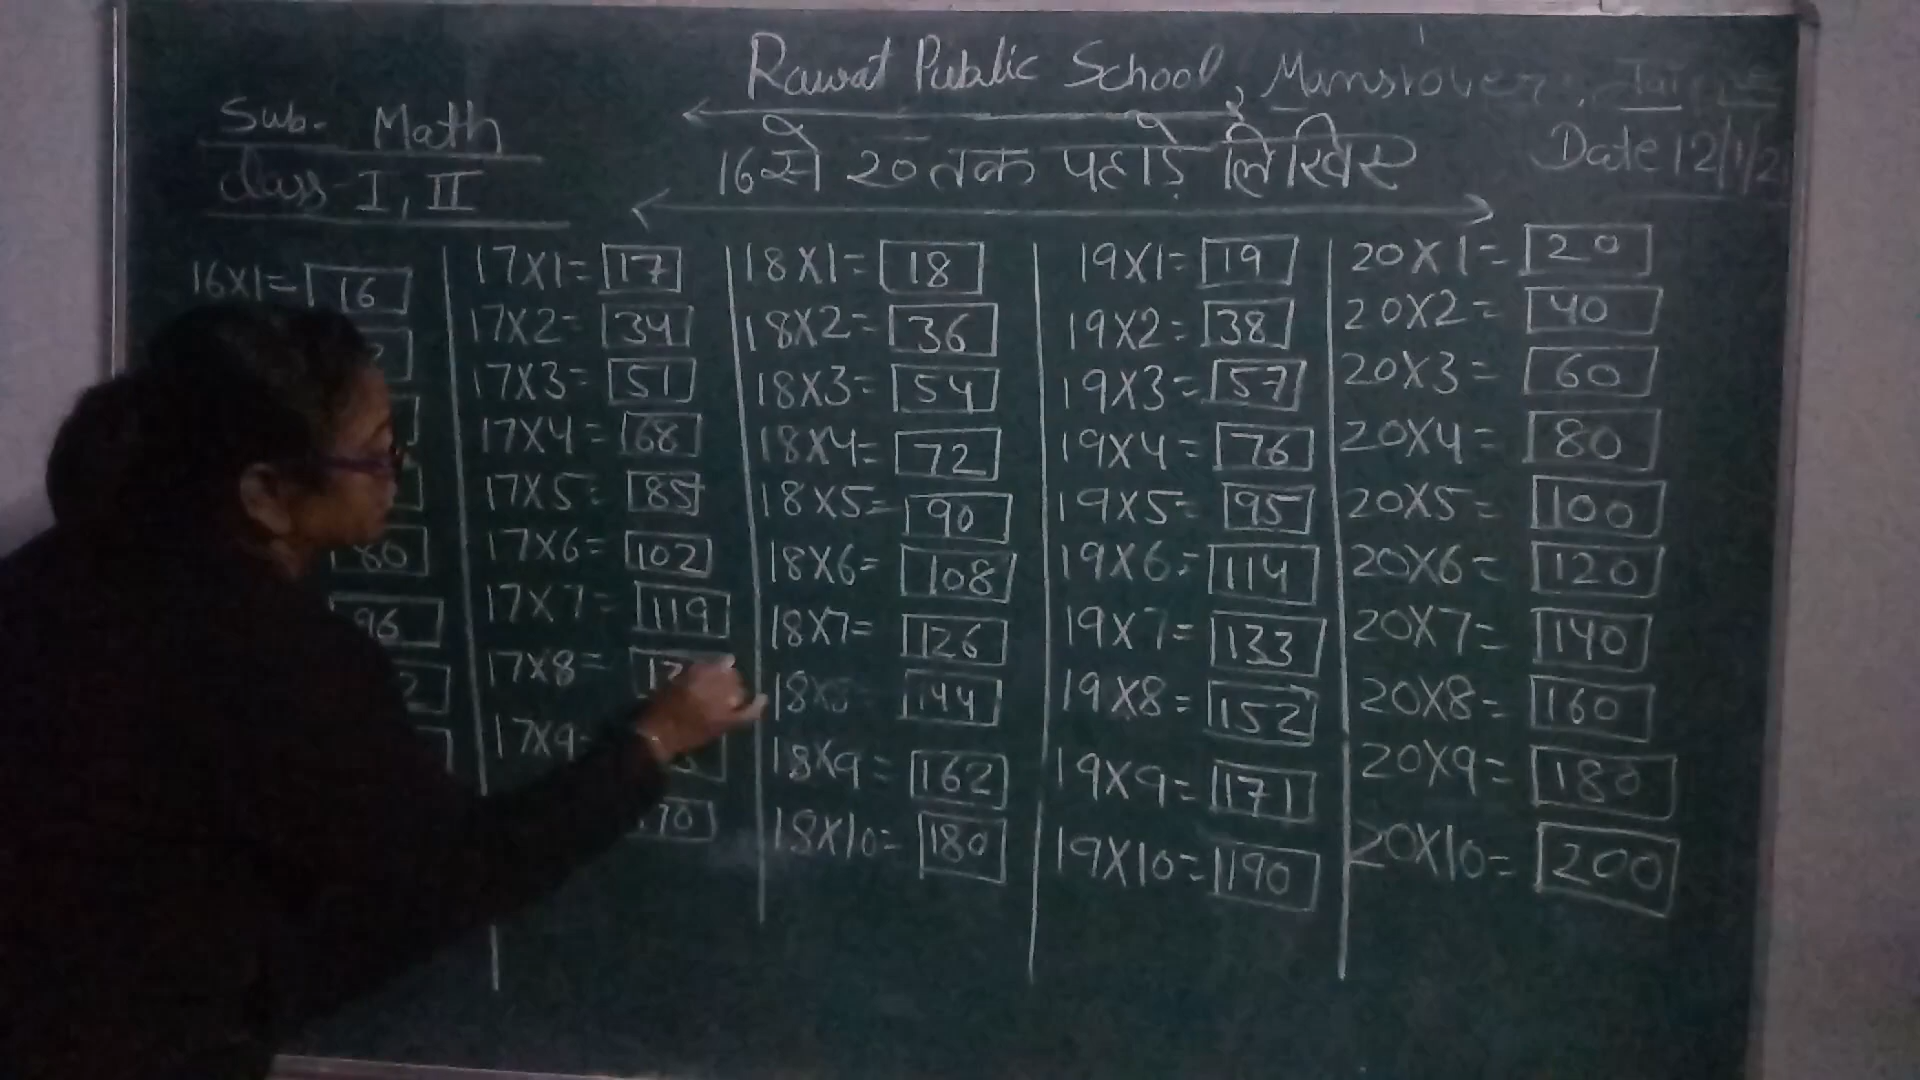 Rawat Public School,
Sub- Math
Class- I, II
16 से 20 तक पहाड़े लिखिए
Date 12/1/2
16X1= 16
80
96
17X1= 17
17X2= 34
17X3= 51
17X4= 68
17X5= 85
17X6= 102
17X7= 119
17X8=
17X9=
170
18X1= 18
18X2= 36
18X3= 54
18X4= 72
18X5= 90
18X6= 108
18X7= 126
18X8 144
18X9= 162
18X10= 180
19X1= 19
19X2= 38
19X3= 57
19X4= 76
19X5= 95
19X6= 114
19X7= 133
19X8= 152
19X9= 171
19X10= 190
20X1= 20
20X2= 40
20X3= 60
20X4= 80
20X5= 100
20X6= 120
20X7= 140
20X8= 160
20X9= 180
20X10= 200